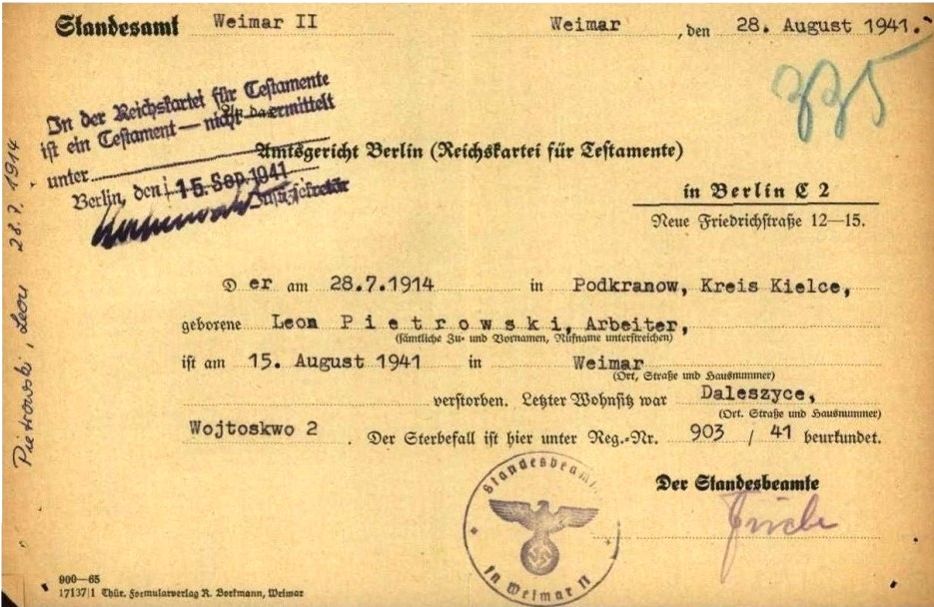 Standesamt Weimar II
Weimar, den 28. August 1941.
335
In der Reichskartei für Testamente
ist ein Testament — nicht ermittelt
unter
Berlin, den 15. Sep. 1941
Justizsekretär
An das
Amtsgericht Berlin (Reichskartei für Testamente)
in Berlin C 2
Neue Friedrichstraße 12—15.
Pietrowski, Leon 28.7.1914
Der am 28.7.1914 in Podkranow, Kreis Kielce,
geborene Leon Pietrowski, Arbeiter,
(sämtliche Zu- und Vornamen, Rufname unterstreichen)
ist am 15. August 1941 in Weimar
(Ort, Straße und Hausnummer)
verstorben. Letzter Wohnsitz war Daleszyce,
(Ort. Straße und Hausnummer)
Wojtoskwo 2. Der Sterbefall ist hier unter Reg.-Nr. 903 / 41 beurkundet.
Der Standesbeamte
Standesbeamte
in Weimar II
900—65
17137/1 Thür. Formularverlag R. Borkmann, Weimar